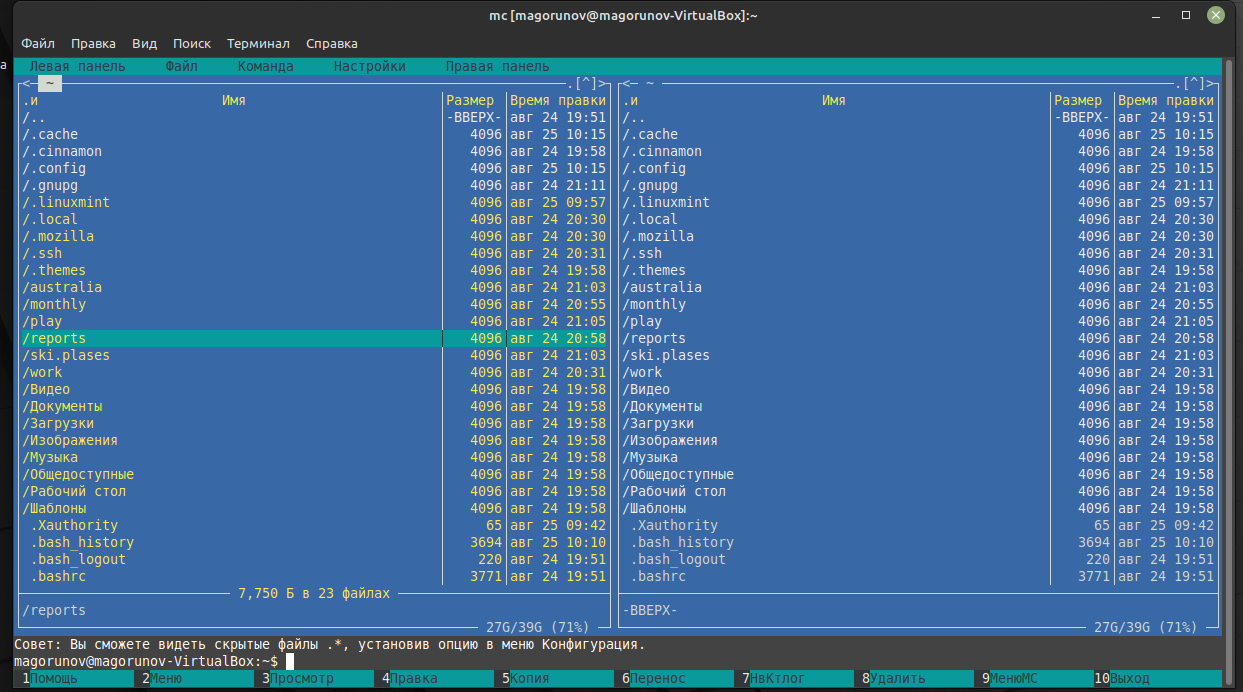 mc [magorunov@magorunov-VirtualBox]:~
Файл Правка Вид Поиск Терминал Справка
а
Левая панель Файл Команда Настройки Правая панель
<─ ~ .[^]> <─ ~ .[^]>
.и Имя Размер Время правки .и Имя Размер Время правки
/.. -ВВЕРХ- авг 24 19:51 /.. -ВВЕРХ- авг 24 19:51
/.cache 4096 авг 25 10:15 /.cache 4096 авг 25 10:15
/.cinnamon 4096 авг 24 19:58 /.cinnamon 4096 авг 24 19:58
/.config 4096 авг 25 10:15 /.config 4096 авг 25 10:15
/.gnupg 4096 авг 24 21:11 /.gnupg 4096 авг 24 21:11
/.linuxmint 4096 авг 25 09:57 /.linuxmint 4096 авг 25 09:57
/.local 4096 авг 24 20:30 /.local 4096 авг 24 20:30
/.mozilla 4096 авг 24 20:30 /.mozilla 4096 авг 24 20:30
/.ssh 4096 авг 24 20:31 /.ssh 4096 авг 24 20:31
/.themes 4096 авг 24 19:58 /.themes 4096 авг 24 19:58
/australia 4096 авг 24 21:03 /australia 4096 авг 24 21:03
/monthly 4096 авг 24 20:55 /monthly 4096 авг 24 20:55
/play 4096 авг 24 21:05 /play 4096 авг 24 21:05
/reports 4096 авг 24 20:58 /reports 4096 авг 24 20:58
/ski.plases 4096 авг 24 21:03 /ski.plases 4096 авг 24 21:03
/work 4096 авг 24 20:31 /work 4096 авг 24 20:31
/Видео 4096 авг 24 19:58 /Видео 4096 авг 24 19:58
/Документы 4096 авг 24 19:58 /Документы 4096 авг 24 19:58
/Загрузки 4096 авг 24 19:58 /Загрузки 4096 авг 24 19:58
/Изображения 4096 авг 24 19:58 /Изображения 4096 авг 24 19:58
/Музыка 4096 авг 24 19:58 /Музыка 4096 авг 24 19:58
/Общедоступные 4096 авг 24 19:58 /Общедоступные 4096 авг 24 19:58
/Рабочий стол 4096 авг 24 19:58 /Рабочий стол 4096 авг 24 19:58
/Шаблоны 4096 авг 24 19:58 /Шаблоны 4096 авг 24 19:58
.Xauthority 65 авг 25 09:42 .Xauthority 65 авг 25 09:42
.bash_history 3694 авг 25 10:10 .bash_history 3694 авг 25 10:10
.bash_logout 220 авг 24 19:51 .bash_logout 220 авг 24 19:51
.bashrc 3771 авг 24 19:51 .bashrc 3771 авг 24 19:51
7,750 Б в 23 файлах
/reports -ВВЕРХ-
27G/39G (71%) 27G/39G (71%)
Совет: Вы сможете видеть скрытые файлы .*, установив опцию в меню Конфигурация.
magorunov@magorunov-VirtualBox:~$
1Помощь 2Меню 3Просмотр 4Правка 5Копия 6Перенос 7НвКтлог 8Удалить 9МенюМС 10Выход